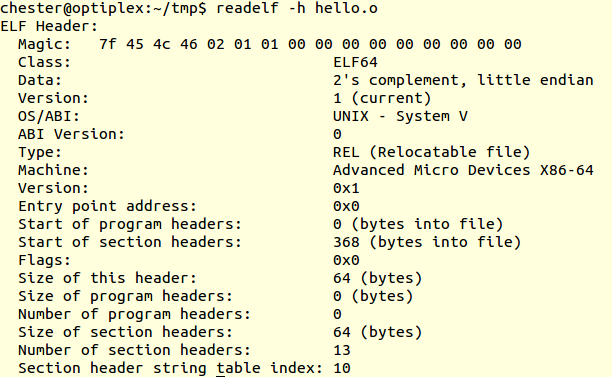 chester@optiplex:~/tmp$ readelf -h hello.o
ELF Header:
  Magic:   7f 45 4c 46 02 01 01 00 00 00 00 00 00 00 00 00
  Class:                             ELF64
  Data:                              2's complement, little endian
  Version:                           1 (current)
  OS/ABI:                            UNIX - System V
  ABI Version:                       0
  Type:                              REL (Relocatable file)
  Machine:                           Advanced Micro Devices X86-64
  Version:                           0x1
  Entry point address:               0x0
  Start of program headers:          0 (bytes into file)
  Start of section headers:          368 (bytes into file)
  Flags:                             0x0
  Size of this header:               64 (bytes)
  Size of program headers:           0 (bytes)
  Number of program headers:         0
  Size of section headers:           64 (bytes)
  Number of section headers:         13
  Section header string table index: 10